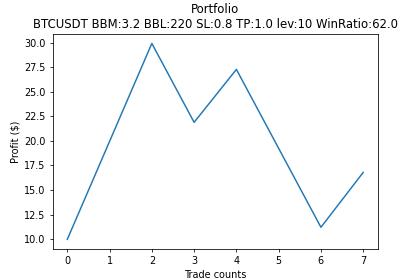 Portfolio
BTCUSDT BBM:3.2 BBL:220 SL:0.8 TP:1.0 lev:10 WinRatio:62.0
30.0
27.5
25.0
22.5
20.0
17.5
15.0
12.5
10.0
Profit ($)
0 1 2 3 4 5 6 7
Trade counts